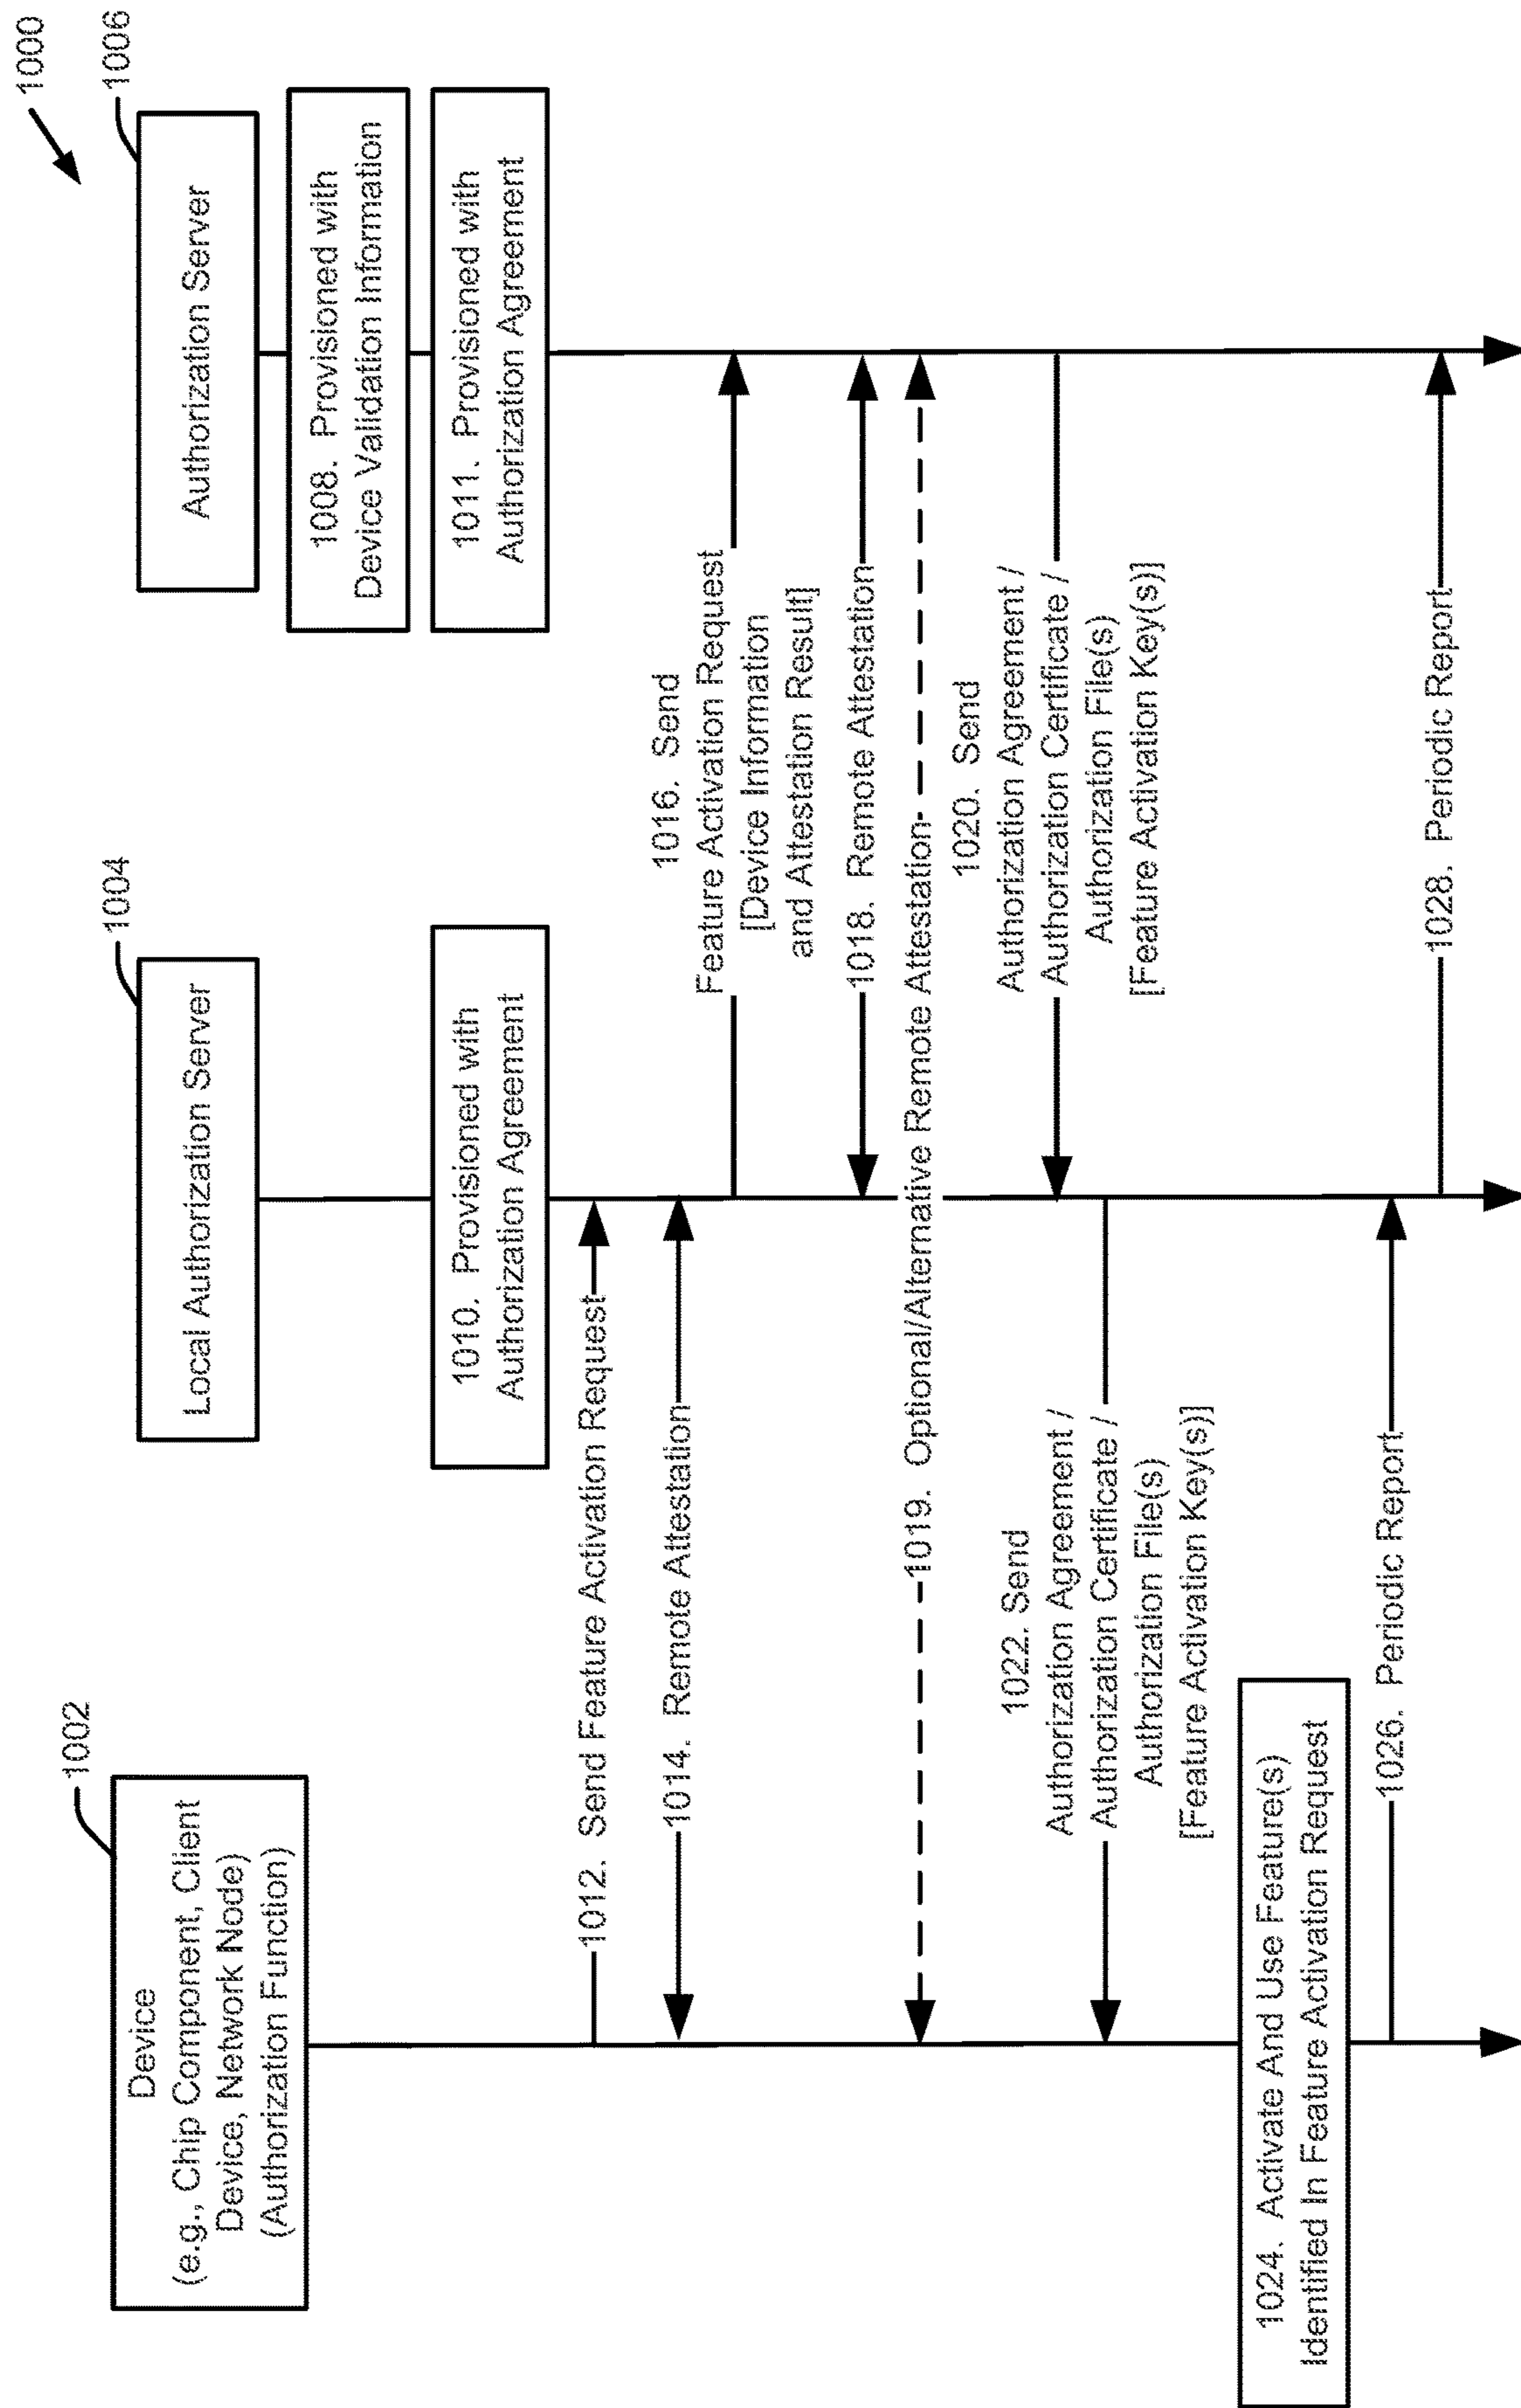 1000
1002
Device
(e.g., Chip Component, Client
Device, Network Node)
(Authorization Function)
1004
Local Authorization Server
1006
Authorization Server
1008. Provisioned with
Device Validation Information
1010. Provisioned with
Authorization Agreement
1011. Provisioned with
Authorization Agreement
1012. Send Feature Activation Request
1014. Remote Attestation
1016. Send
Feature Activation Request
[Device Information
and Attestation Result]
1018. Remote Attestation
1019. Optional/Alternative Remote Attestation
1020. Send
Authorization Agreement /
Authorization Certificate /
Authorization File(s)
[Feature Activation Key(s)]
1022. Send
Authorization Agreement /
Authorization Certificate /
Authorization File(s)
[Feature Activation Key(s)]
1024. Activate And Use Feature(s)
Identified In Feature Activation Request
1026. Periodic Report
1028. Periodic Report